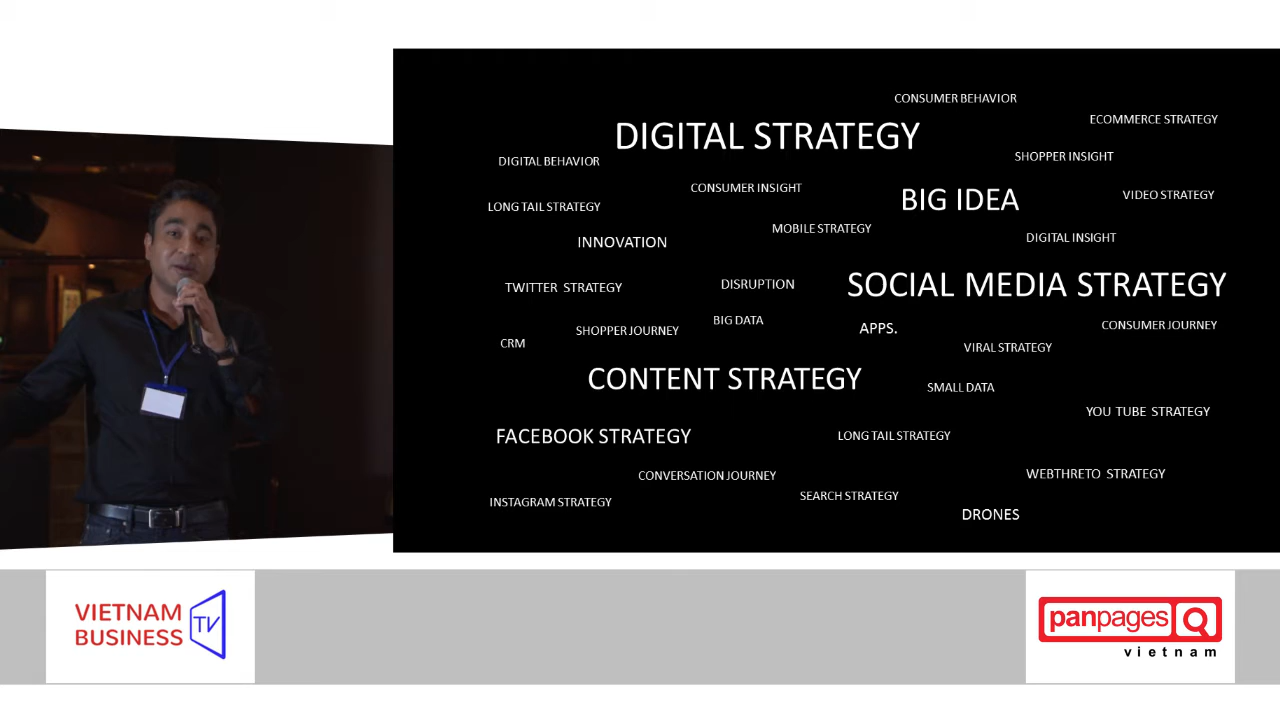 CONSUMER BEHAVIOR
ECOMMERCE STRATEGY
DIGITAL STRATEGY
SHOPPER INSIGHT
DIGITAL BEHAVIOR
CONSUMER INSIGHT
BIG IDEA
VIDEO STRATEGY
LONG TAIL STRATEGY
MOBILE STRATEGY
INNOVATION
DIGITAL INSIGHT
TWITTER STRATEGY
DISRUPTION
SOCIAL MEDIA STRATEGY
BIG DATA
SHOPPER JOURNEY
APPS.
CONSUMER JOURNEY
CRM
VIRAL STRATEGY
CONTENT STRATEGY
SMALL DATA
YOU TUBE STRATEGY
FACEBOOK STRATEGY
LONG TAIL STRATEGY
CONVERSATION JOURNEY
WEBTHRETO STRATEGY
INSTAGRAM STRATEGY
SEARCH STRATEGY
DRONES
VIETNAM
BUSINESS
TV
panpages
vietnam